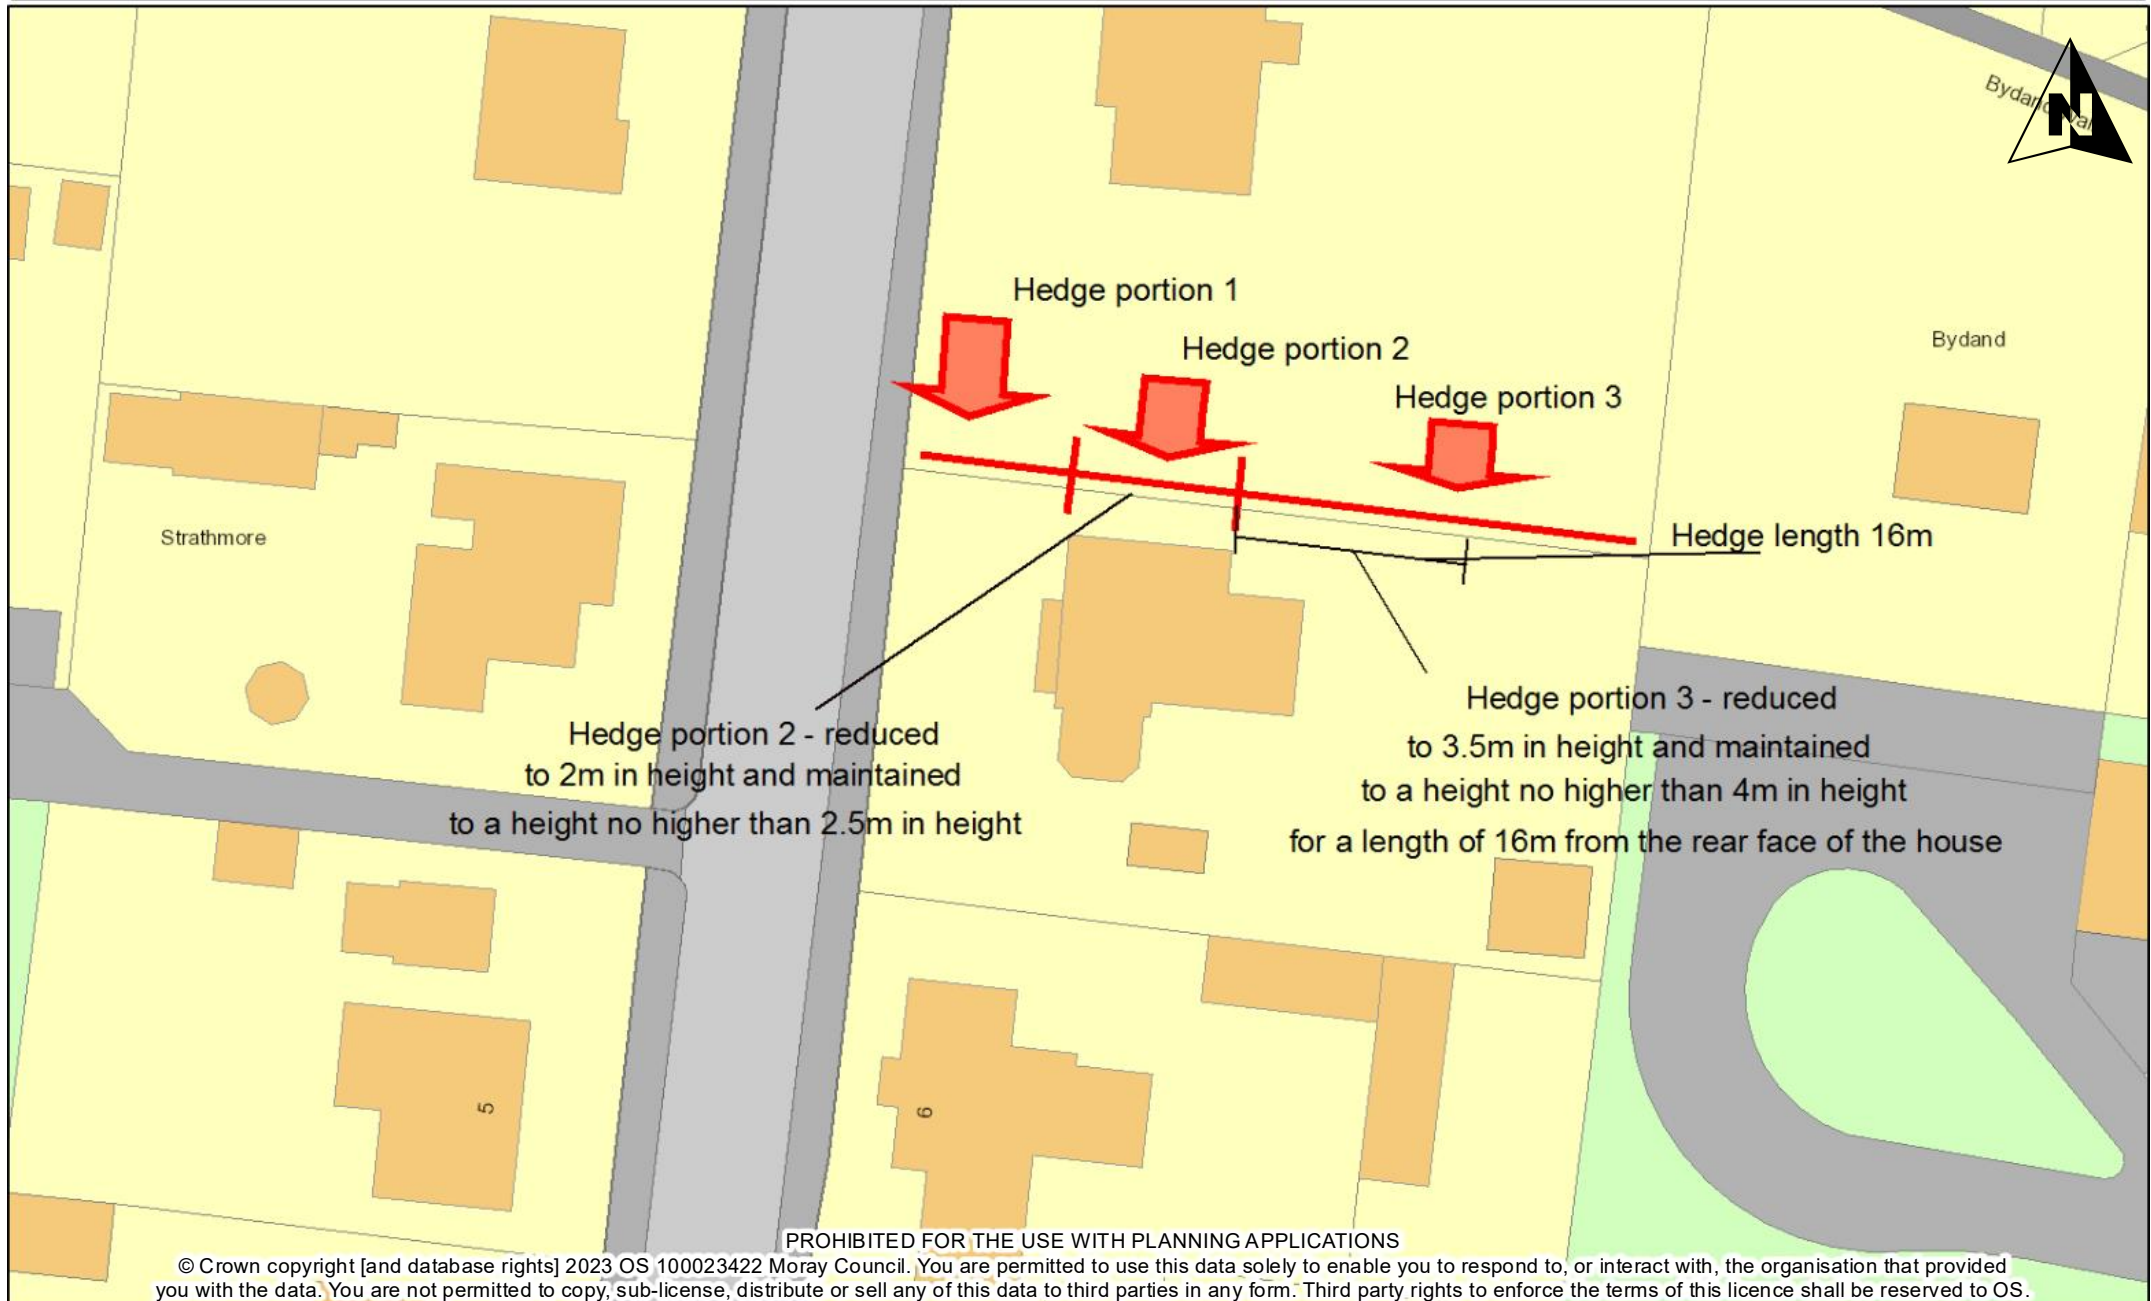 Bydand
N
Hedge portion 1
Hedge portion 2
Bydand
Hedge portion 3
Hedge length 16m
Strathmore
Hedge portion 3 - reduced
to 3.5m in height and maintained
to a height no higher than 4m in height
for a length of 16m from the rear face of the house
Hedge portion 2 - reduced
to 2m in height and maintained
to a height no higher than 2.5m in height
5
6
PROHIBITED FOR THE USE WITH PLANNING APPLICATIONS
© Crown copyright [and database rights] 2023 OS 100023422 Moray Council. You are permitted to use this data solely to enable you to respond to, or interact with, the organisation that provided
you with the data. You are not permitted to copy, sub-license, distribute or sell any of this data to third parties in any form. Third party rights to enforce the terms of this licence shall be reserved to OS.